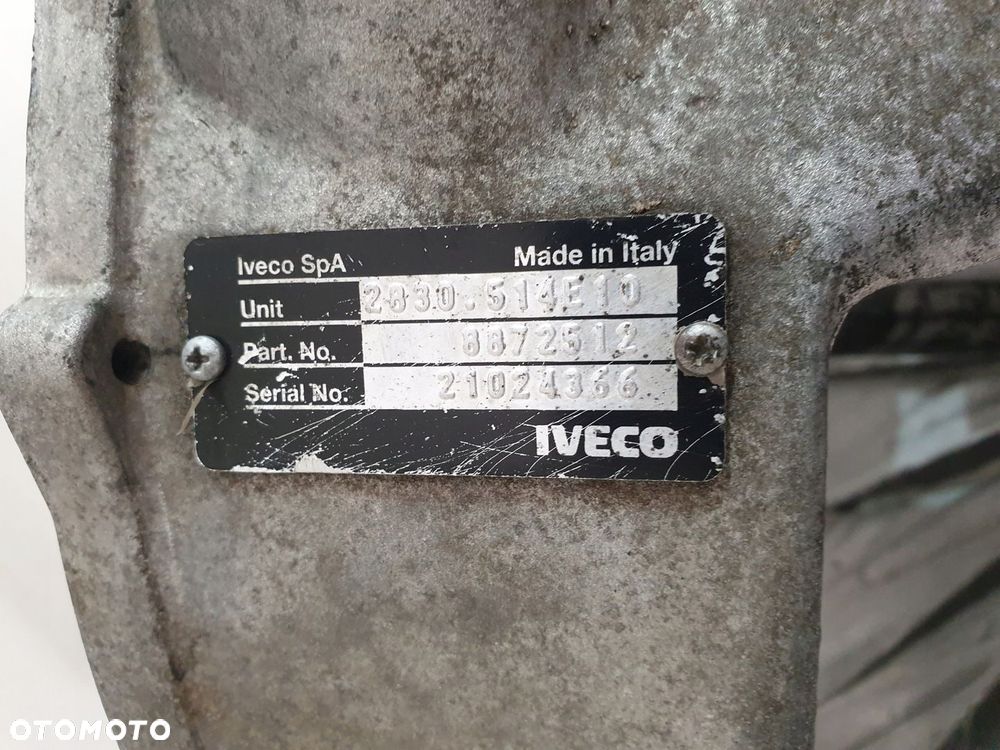 Iveco SpA Made in Italy
Unit 2830.514E10
Part. No. 8872512
Serial No. 21024366
IVECO
OTOMOTO